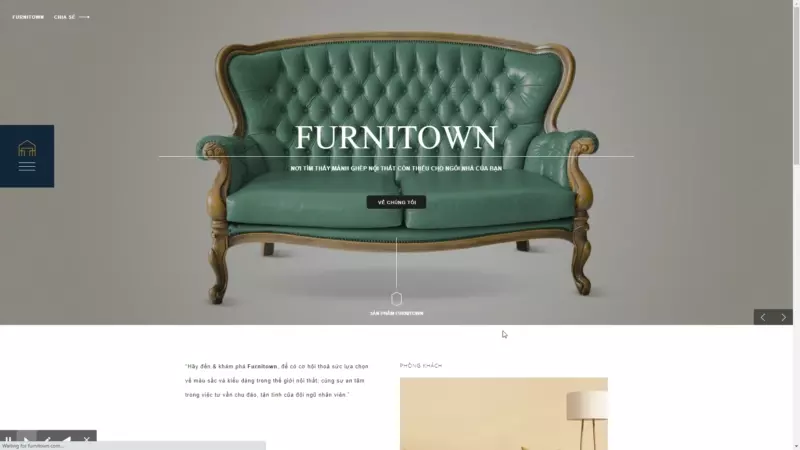 FURNITOWN CHIA SẺ
FURNITOWN
NƠI TÌM THẤY MẢNH GHÉP NỘI THẤT CÒN THIẾU CHO NGÔI NHÀ CỦA BẠN
VỀ CHÚNG TÔI
SẢN PHẨM FURNITOWN
"Hãy đến & khám phá Furnitown, để có cơ hội thoả sức lựa chọn
về màu sắc và kiểu dáng trong thế giới nội thất, cùng sự an tâm
trong việc tư vấn chu đáo, tận tình của đội ngũ nhân viên."
PHÒNG KHÁCH
Waiting for furnitown.com...